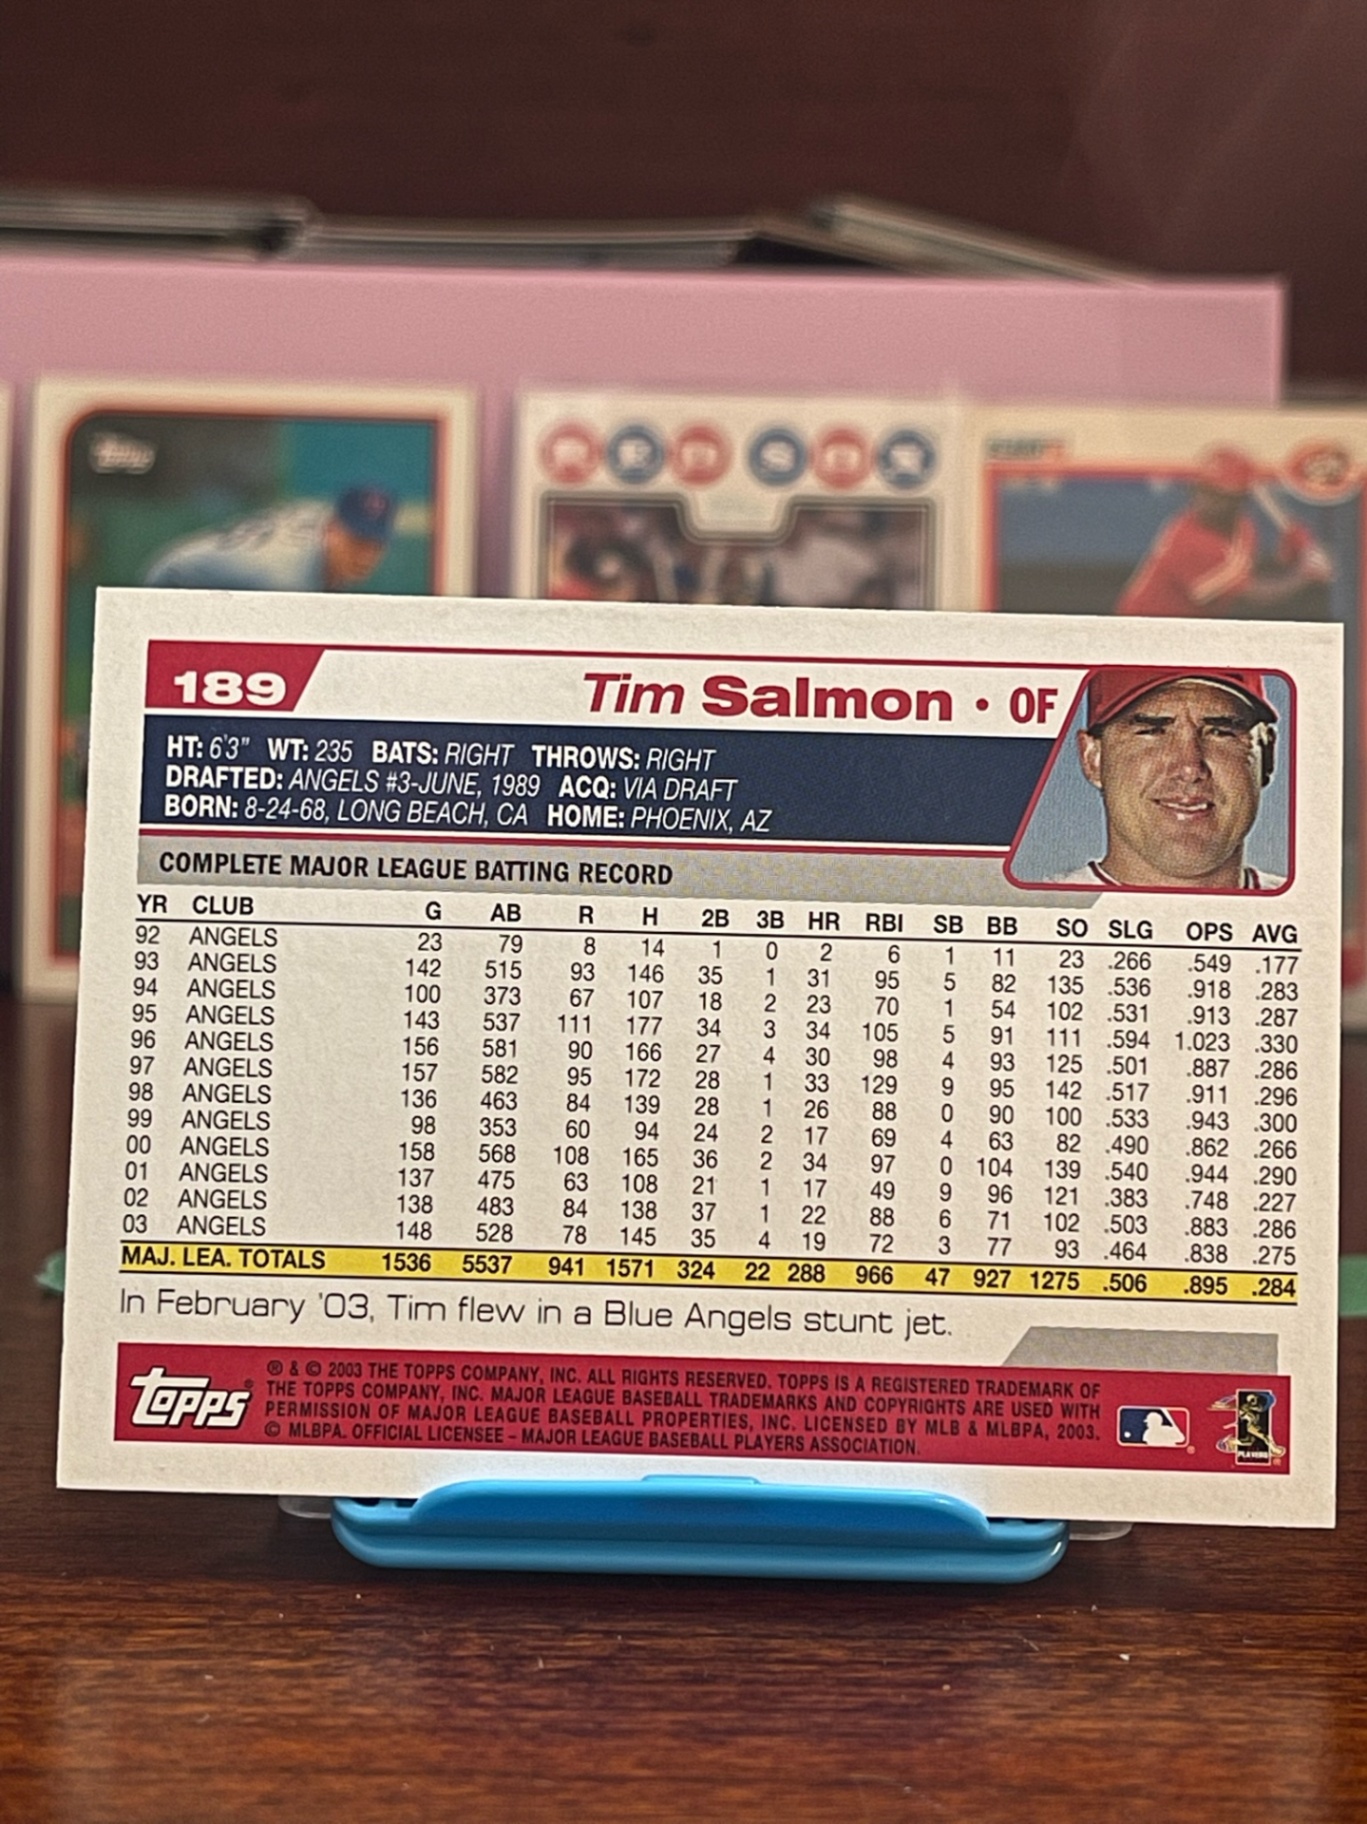 Topps
RED SOX
189
Tim Salmon • OF
HT: 6'3" WT: 235 BATS: RIGHT THROWS: RIGHT
DRAFTED: ANGELS #3-JUNE, 1989 ACQ: VIA DRAFT
BORN: 8-24-68, LONG BEACH, CA HOME: PHOENIX, AZ
COMPLETE MAJOR LEAGUE BATTING RECORD
YR CLUB G AB R H 2B 3B HR RBI SB BB SO SLG OPS AVG
92 ANGELS 23 79 8 14 1 0 2 6 1 11 23 .266 .549 .177
93 ANGELS 142 515 93 146 35 1 31 95 5 82 135 .536 .918 .283
94 ANGELS 100 373 67 107 18 2 23 70 1 54 102 .531 .913 .287
95 ANGELS 143 537 111 177 34 3 34 105 5 91 111 .594 1.023 .330
96 ANGELS 156 581 90 166 27 4 30 98 4 93 125 .501 .887 .286
97 ANGELS 157 582 95 172 28 1 33 129 9 95 142 .517 .911 .296
98 ANGELS 136 463 84 139 28 1 26 88 0 90 100 .533 .943 .300
99 ANGELS 98 353 60 94 24 2 17 69 4 63 82 .490 .862 .266
00 ANGELS 158 568 108 165 36 2 34 97 0 104 139 .540 .944 .290
01 ANGELS 137 475 63 108 21 1 17 49 9 96 121 .383 .748 .227
02 ANGELS 138 483 84 138 37 1 22 88 6 71 102 .503 .883 .286
03 ANGELS 148 528 78 145 35 4 19 72 3 77 93 .464 .838 .275
MAJ. LEA. TOTALS 1536 5537 941 1571 324 22 288 966 47 927 1275 .506 .895 .284
In February '03, Tim flew in a Blue Angels stunt jet.
Topps ®
® & © 2003 THE TOPPS COMPANY, INC. ALL RIGHTS RESERVED. TOPPS IS A REGISTERED TRADEMARK OF
THE TOPPS COMPANY, INC. MAJOR LEAGUE BASEBALL TRADEMARKS AND COPYRIGHTS ARE USED WITH
PERMISSION OF MAJOR LEAGUE BASEBALL PROPERTIES, INC. LICENSED BY MLB & MLBPA, 2003.
© MLBPA. OFFICIAL LICENSEE – MAJOR LEAGUE BASEBALL PLAYERS ASSOCIATION.
PLAYERS